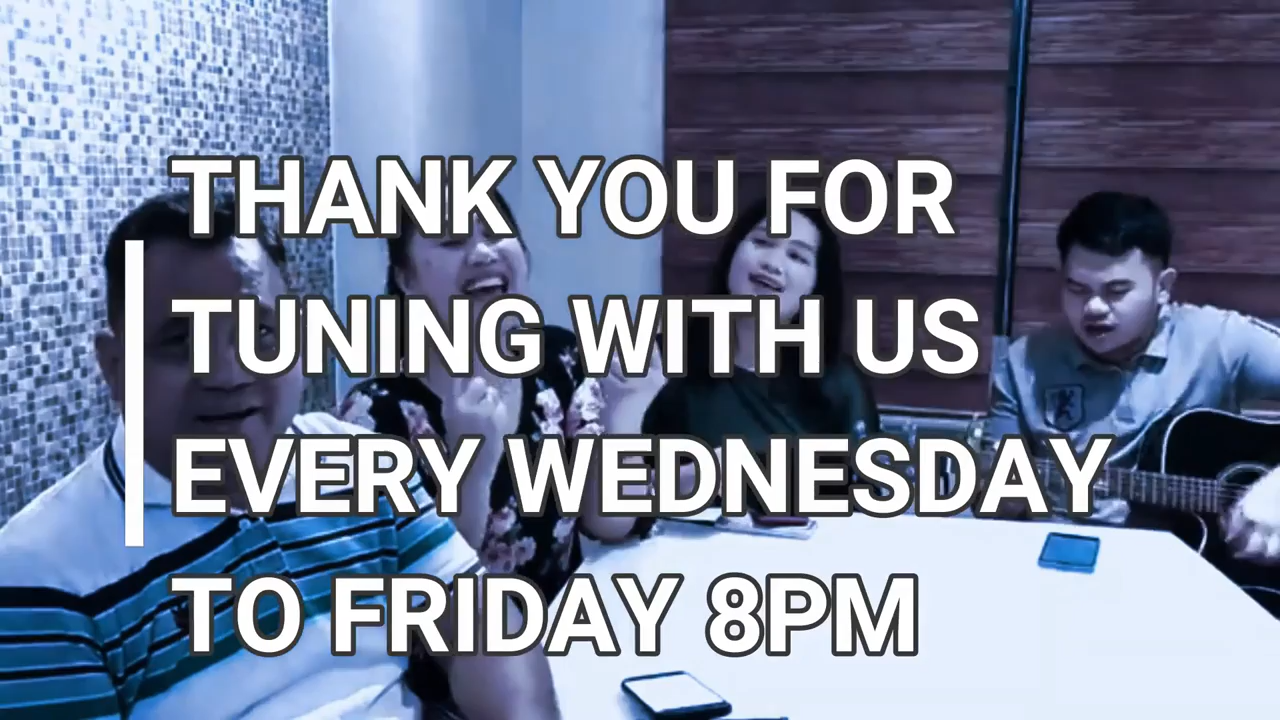 THANK YOU FOR
TUNING WITH US
EVERY WEDNESDAY
TO FRIDAY 8PM